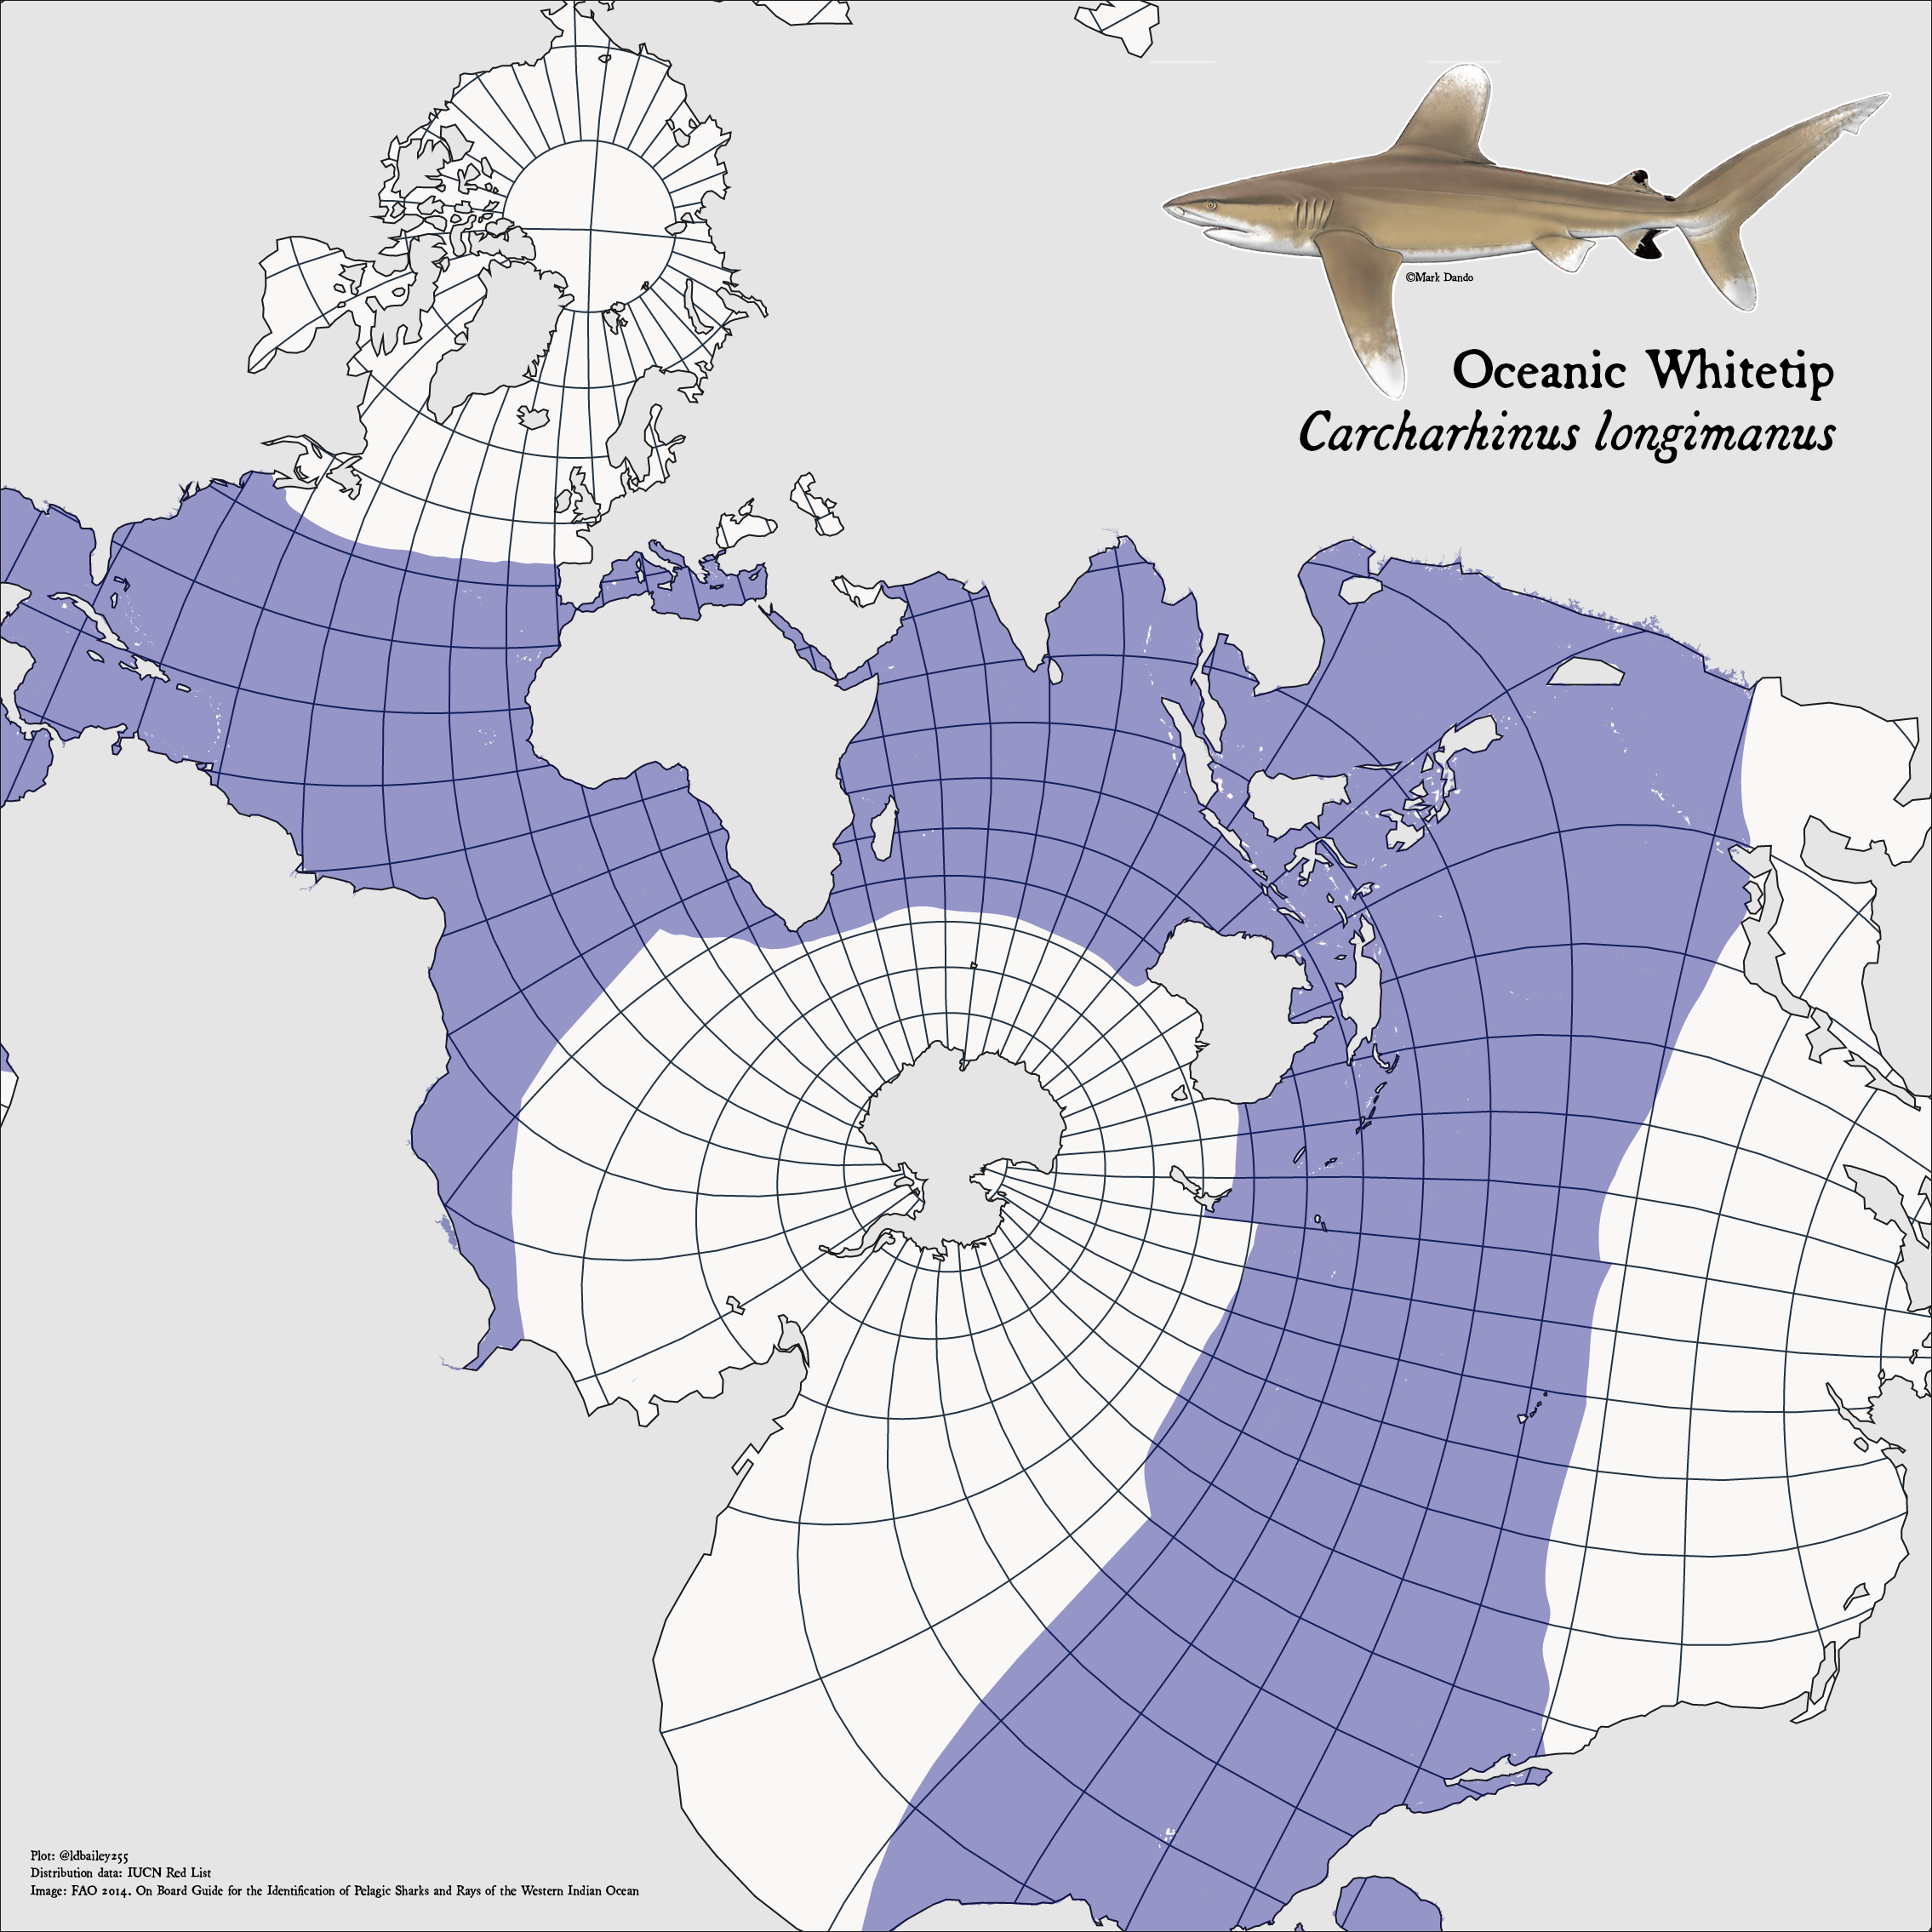 ©Mark Dando
Oceanic Whitetip
Carcharhinus longimanus
Plot: @ldbailey255
Distribution data: IUCN Red List
Image: FAO 2014. On Board Guide for the Identification of Pelagic Sharks and Rays of the Western Indian Ocean